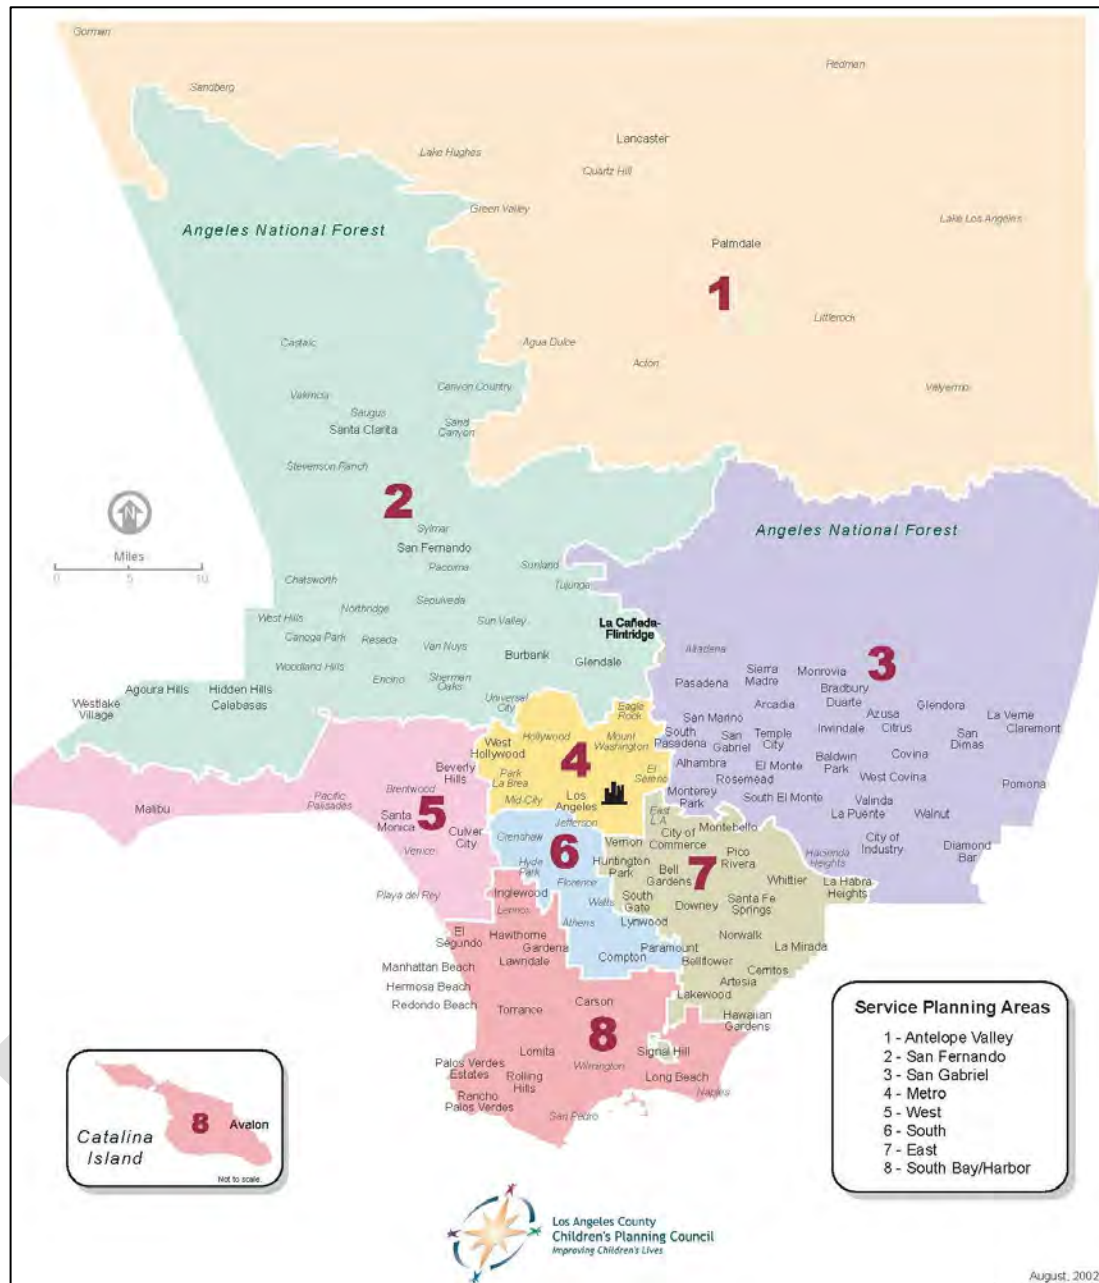 Gorman
Redman
Sandberg
Lancaster
Lake Hughes
Quartz Hill
Green Valley
Lake Los Angeles
Angeles National Forest
Palmdale
1
Littlerock
Castaic
Agua Dulce
Acton
Canyon Country
Valyermo
Valencia
Saugus
Santa Clarita
Sand
Canyon
Stevenson Ranch
2
N
Miles
0 5 10
Sylmar
San Fernando
Pacoima
Sunland
Tujunga
Angeles National Forest
Chatsworth
Northridge
Sepulveda
West Hills
Sun Valley
La Cañada-
Flintridge
Canoga Park
Reseda
Van Nuys
Burbank
Glendale
Woodland Hills
Encino
Sherman
Oaks
Agoura Hills
Hidden Hills
Calabasas
Westlake
Village
Universal
City
Altadena
3
Pasadena
Sierra
Madre
Monrovia
Bradbury
Duarte
Arcadia
Azusa
Citrus
Glendora
La Verne
Claremont
San Marino
South
Pasadena
San
Gabriel
Temple
City
Irwindale
San
Dimas
Alhambra
El Monte
Baldwin
Park
Covina
Rosemead
West Covina
Pomona
Monterey
Park
South El Monte
Valinda
La Puente
Walnut
City of
Industry
Hacienda
Heights
Diamond
Bar
Eagle
Rock
Hollywood
Mount
Washington
West
Hollywood
4
Park
La Brea
El
Sereno
Mid-City
Los
Angeles
Beverly
Hills
Brentwood
Pacific
Palisades
Malibu
Santa
Monica
5
Culver
City
Venice
Playa del Rey
Jefferson
Crenshaw
6
Hyde
Park
Florence
Watts
Athens
Lynwood
Compton
Paramount
East
L.A.
City of
Commerce
Montebello
Vernon
Huntington
Park
Pico
Rivera
Bell
Gardens
7
Whittier
La Habra
Heights
South
Gate
Downey
Santa Fe
Springs
Norwalk
La Mirada
Bellflower
Cerritos
Artesia
Lakewood
Hawaiian
Gardens
Inglewood
Lennox
El
Segundo
Hawthorne
Gardena
Lawndale
Manhattan Beach
Hermosa Beach
Redondo Beach
Torrance
Carson
8
Lomita
Signal Hill
Palos Verdes
Estates
Rolling
Hills
Wilmington
Long Beach
Rancho
Palos Verdes
Naples
San Pedro
Service Planning Areas
1 - Antelope Valley
2 - San Fernando
3 - San Gabriel
4 - Metro
5 - West
6 - South
7 - East
8 - South Bay/Harbor
8
Avalon
Catalina
Island
Not to scale.
Los Angeles County
Children's Planning Council
Improving Children's Lives
August, 2002